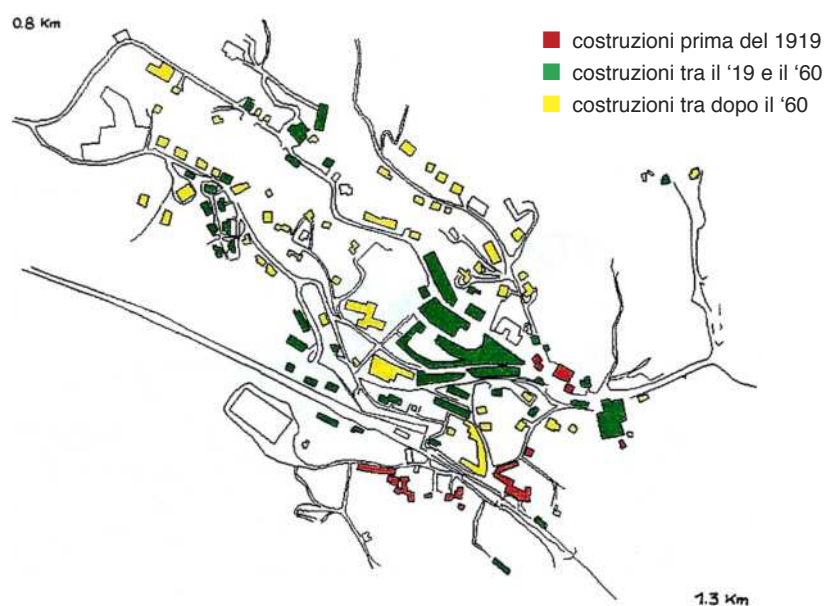 0.8 Km
costruzioni prima del 1919
costruzioni tra il ‘19 e il ‘60
costruzioni tra dopo il ‘60
1.3 Km